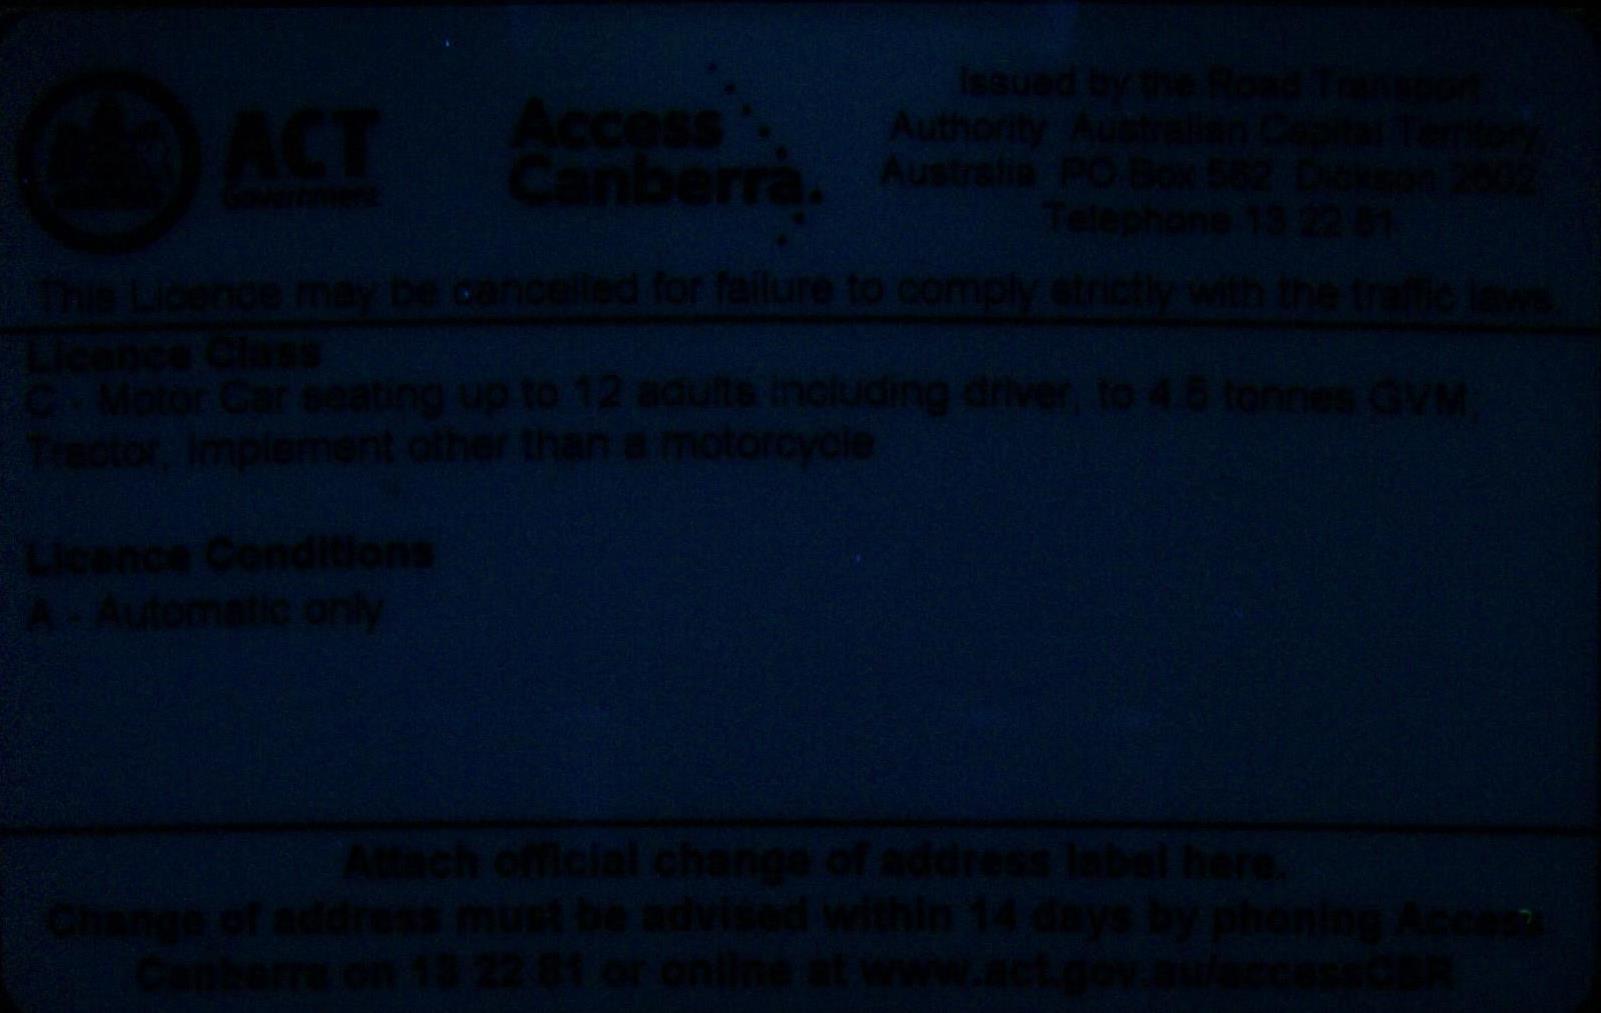 ACT
Government
Access
Canberra.
Issued by the Road Transport
Authority Australian Capital Territory,
Australia PO Box 582 Dickson 2602
Telephone 13 22 81
This Licence may be cancelled for failure to comply strictly with the traffic laws.
Licence Class
C - Motor Car seating up to 12 adults including driver, to 4.5 tonnes GVM,
Tractor, implement other than a motorcycle
Licence Conditions
A - Automatic only
Attach official change of address label here.
Change of address must be advised within 14 days by phoning Access
Canberra on 13 22 81 or online at www.act.gov.au/accessCBR